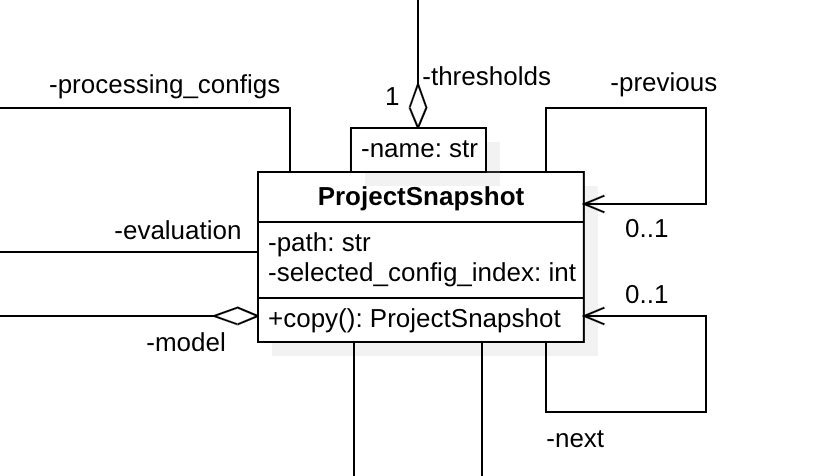 -thresholds
-processing_configs
-previous
1
-name: str
ProjectSnapshot
-evaluation
0..1
-path: str
-selected_config_index: int
0..1
+copy(): ProjectSnapshot
-model
-next